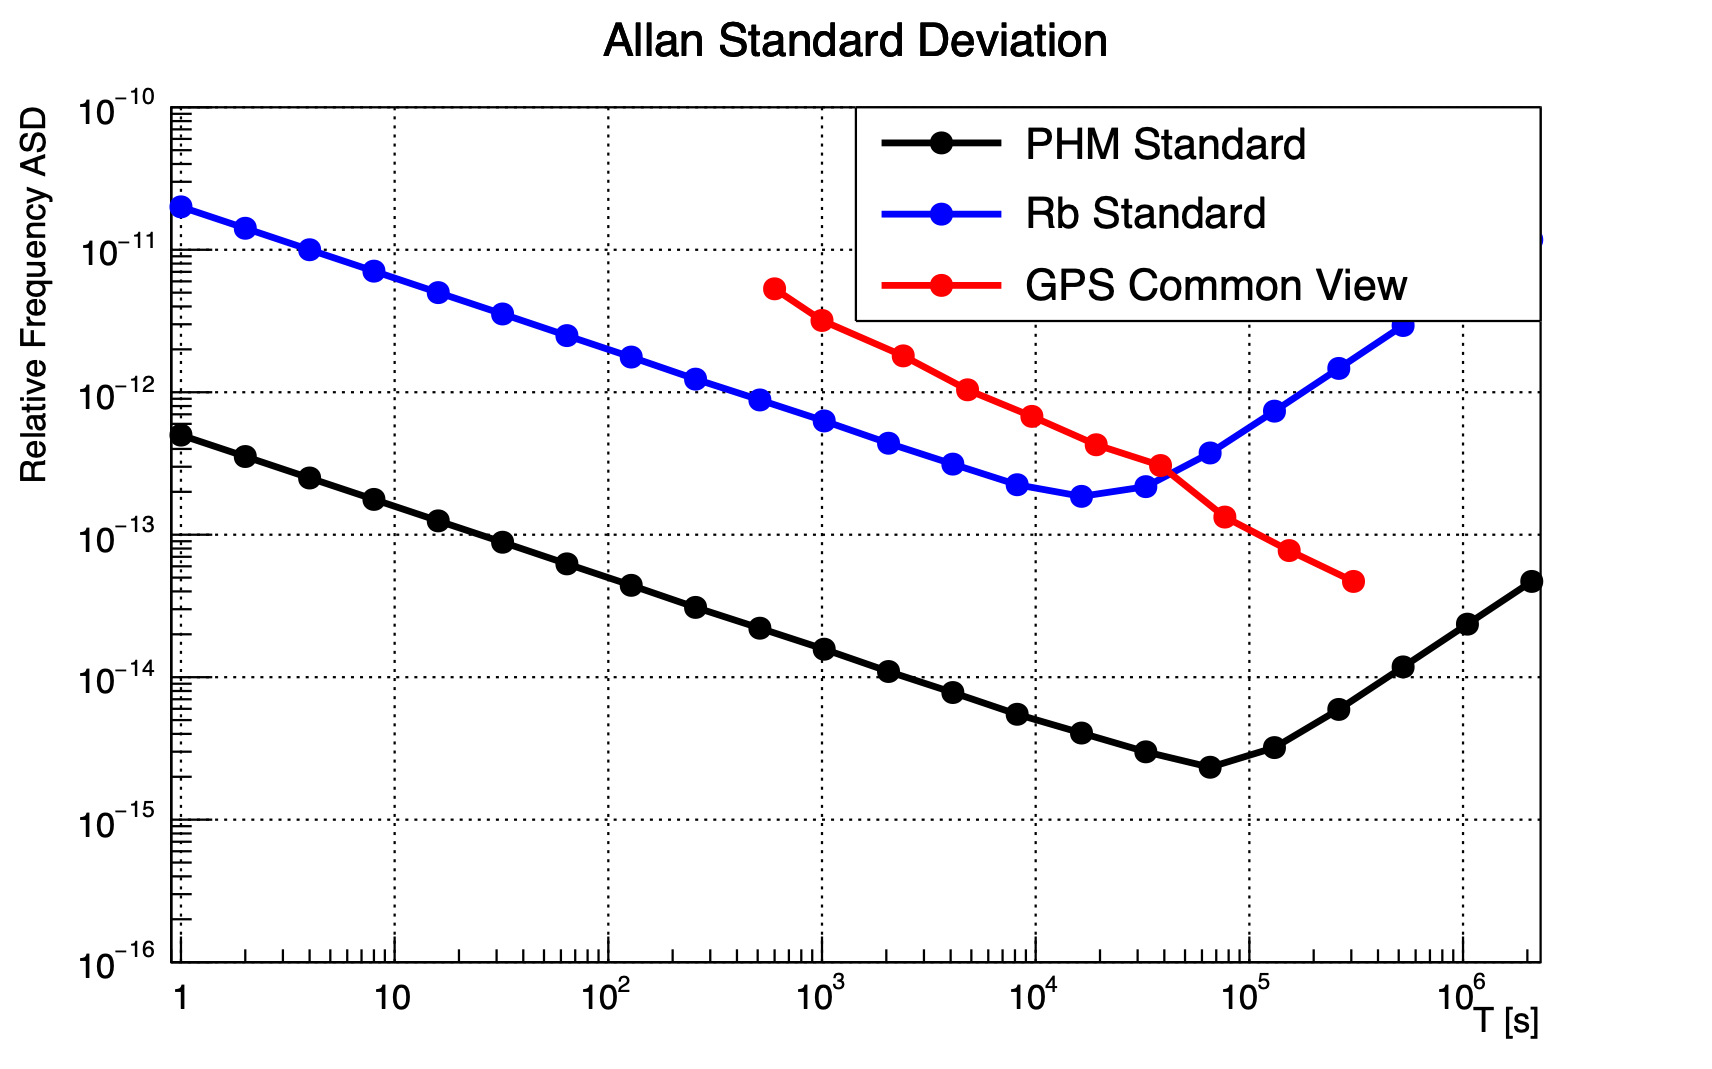 Allan Standard Deviation
Relative Frequency ASD
10⁻¹⁰
10⁻¹¹
10⁻¹²
10⁻¹³
10⁻¹⁴
10⁻¹⁵
10⁻¹⁶
PHM Standard
Rb Standard
GPS Common View
1 10 10² 10³ 10⁴ 10⁵ 10⁶
T [s]